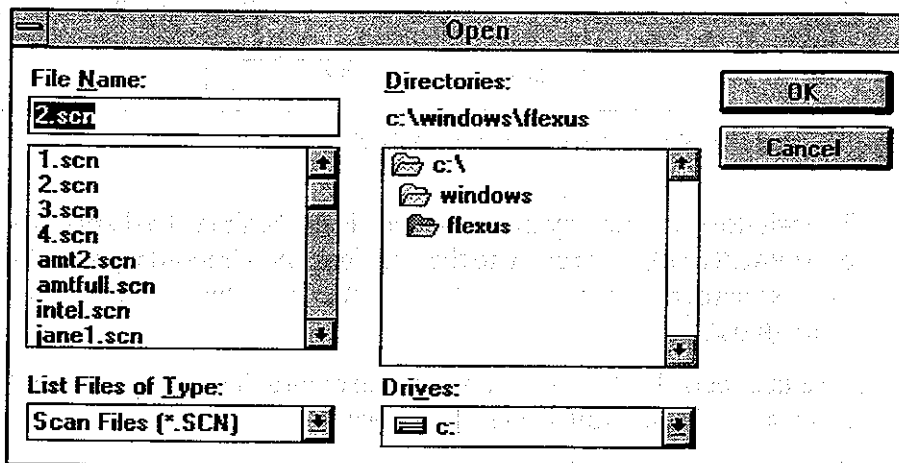 Open
File Name:
2.scn
1.scn
2.scn
3.scn
4.scn
amt2.scn
amtfull.scn
intel.scn
jane1.scn
List Files of Type:
Scan Files (*.SCN)
Directories:
c:\windows\flexus
c:\
windows
flexus
Drives:
c:
OK
Cancel